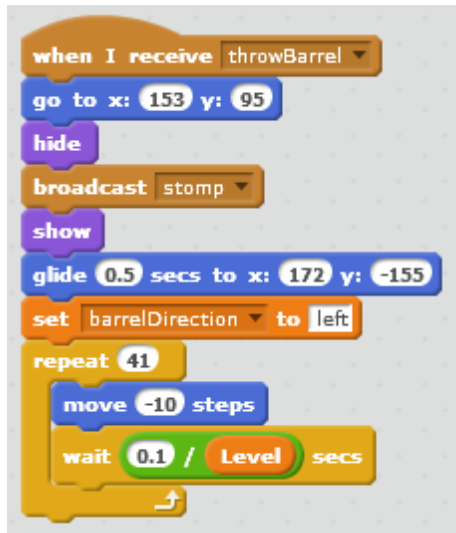 when I receive throwBarrel
go to x: 153 y: 95
hide
broadcast stomp
show
glide 0.5 secs to x: 172 y: -155
set barrelDirection to left
repeat 41
move -10 steps
wait 0.1 / Level secs